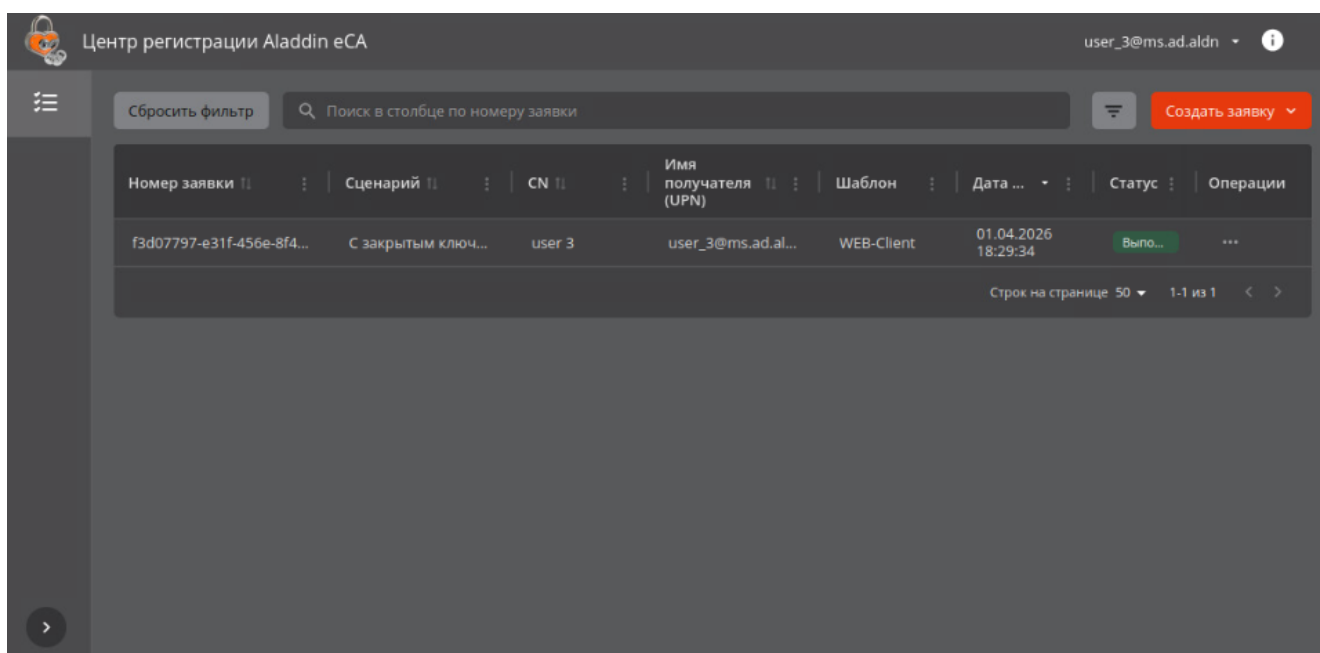 Центр регистрации Aladdin eCA
user_3@ms.ad.aldn
Сбросить фильтр
Поиск в столбце по номеру заявки
Создать заявку
Номер заявки
Сценарий
CN
Имя
получателя
(UPN)
Шаблон
Дата ...
Статус
Операции
f3d07797-e31f-456e-8f4...
С закрытым ключ...
user 3
user_3@ms.ad.al...
WEB-Client
01.04.2026
18:29:34
Выпо...
Строк на странице 50
1-1 из 1